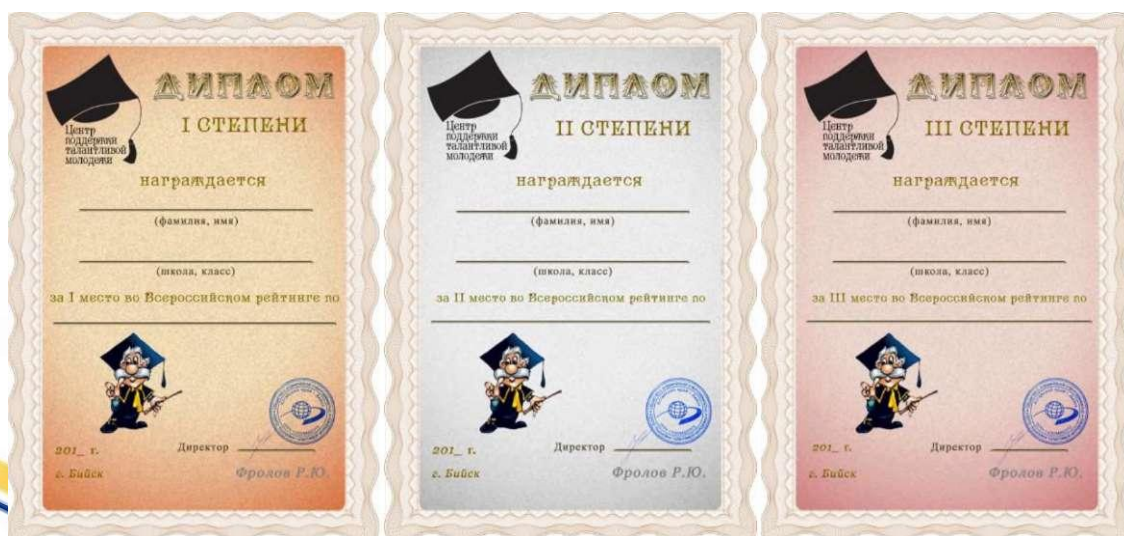 ДИПЛОМ
I СТЕПЕНИ
Центр
поддержки
талантливой
молодежи
награждается
(фамилия, имя)
(школа, класс)
за I место во Всероссийском рейтинге по
201_ г.
Директор
г. Бийск
Фролов Р.Ю.
ДИПЛОМ
II СТЕПЕНИ
Центр
поддержки
талантливой
молодежи
награждается
(фамилия, имя)
(школа, класс)
за II место во Всероссийском рейтинге по
201_ г.
Директор
г. Бийск
Фролов Р.Ю.
ДИПЛОМ
III СТЕПЕНИ
Центр
поддержки
талантливой
молодежи
награждается
(фамилия, имя)
(школа, класс)
за III место во Всероссийском рейтинге по
201_ г.
Директор
г. Бийск
Фролов Р.Ю.